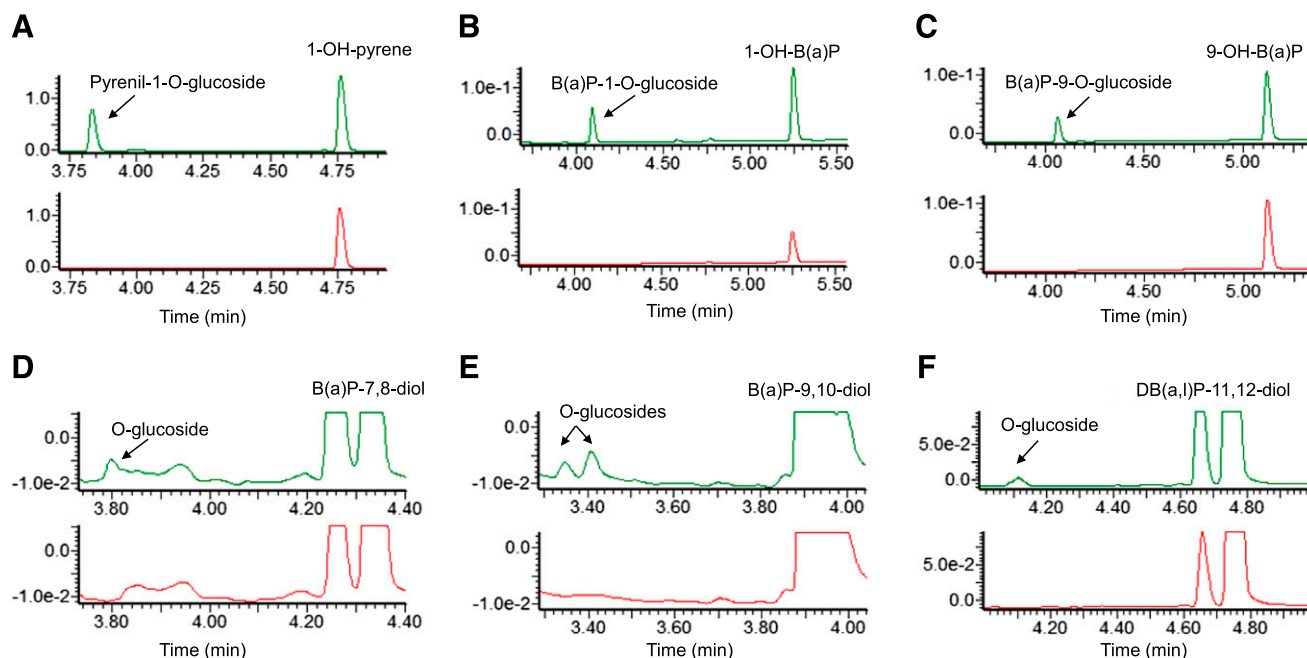 A
1-OH-pyrene
Pyrenil-1-O-glucoside
1.0
0.0
3.75 4.00 4.25 4.50 4.75
1.0
0.0
3.75 4.00 4.25 4.50 4.75
Time (min)
B
1-OH-B(a)P
B(a)P-1-O-glucoside
1.0e-1
0.0
4.00 4.50 5.00 5.50
1.0e-1
0.0
4.00 4.50 5.00 5.50
Time (min)
C
9-OH-B(a)P
B(a)P-9-O-glucoside
1.0e-1
0.0
4.00 4.50 5.00
1.0e-1
0.0
4.00 4.50 5.00
Time (min)
D
B(a)P-7,8-diol
O-glucoside
0.0
-1.0e-2
3.80 4.00 4.20 4.40
0.0
-1.0e-2
3.80 4.00 4.20 4.40
Time (min)
E
B(a)P-9,10-diol
O-glucosides
0.0
-1.0e-2
3.40 3.60 3.80 4.00
0.0
-1.0e-2
3.40 3.60 3.80 4.00
Time (min)
F
DB(a,l)P-11,12-diol
O-glucoside
5.0e-2
0.0
4.20 4.40 4.60 4.80
5.0e-2
0.0
4.20 4.40 4.60 4.80
Time (min)